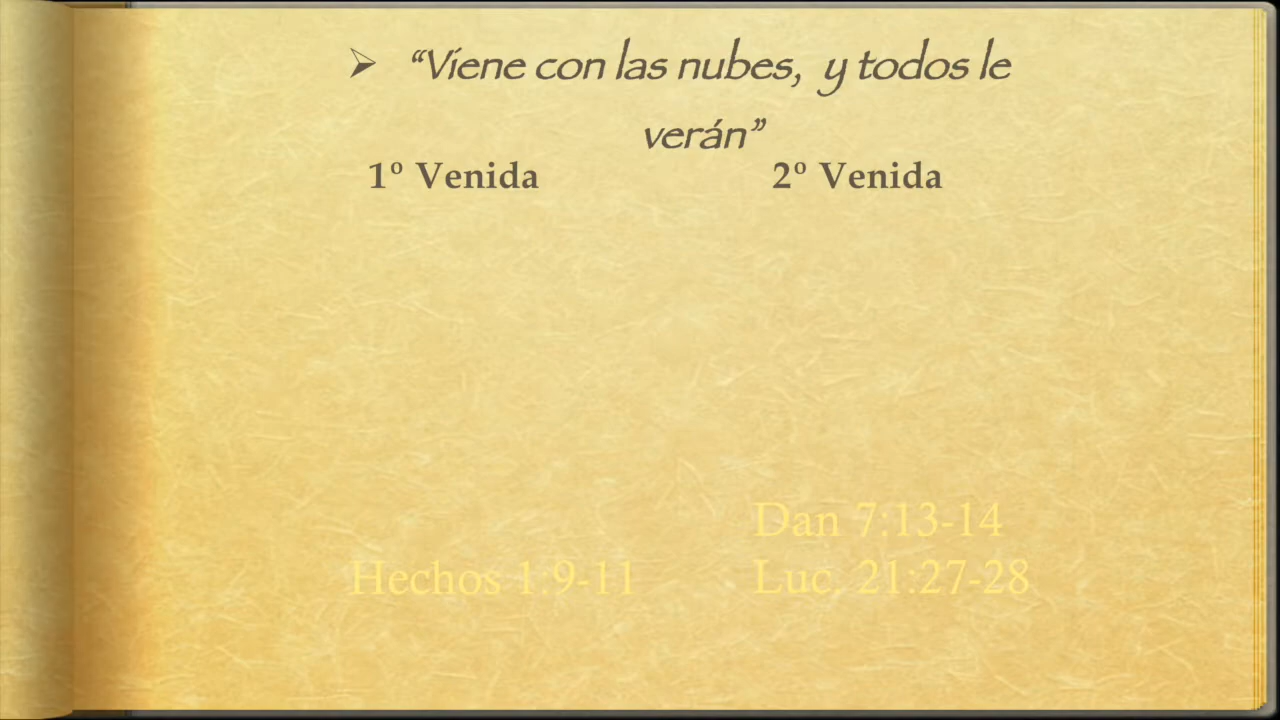 ➢ “Viene con las nubes, y todos le
verán”
1º Venida 2º Venida
Dan 7:13-14
Hechos 1:9-11 Luc. 21:27-28